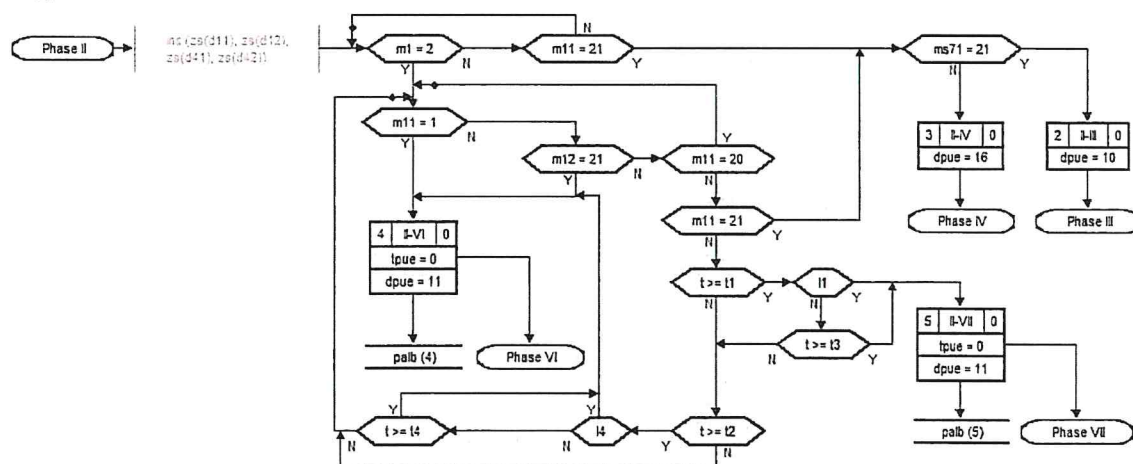 N
Phase II
ms (zs(d11), zs(d12),
zs(d41), zs(d42))
m1 = 2
m11 = 21
ms71 = 21
Y
N
Y
N
Y
m11 = 1
N
Y
3 II-IV 0
2 II-III 0
Y
m12 = 21
m11 = 20
dpue = 16
dpue = 10
N
Y
N
m11 = 21
Phase IV
Phase III
4 II-VI 0
N
Y
tpue = 0
t >= t1
l1
dpue = 11
N
Y
N
Y
5 II-VII 0
t >= t3
tpue = 0
palb (4)
Phase VI
N
Y
dpue = 11
Y
Y
t >= t4
l4
t >= t2
palb (5)
Phase VII
N
N
Y
N